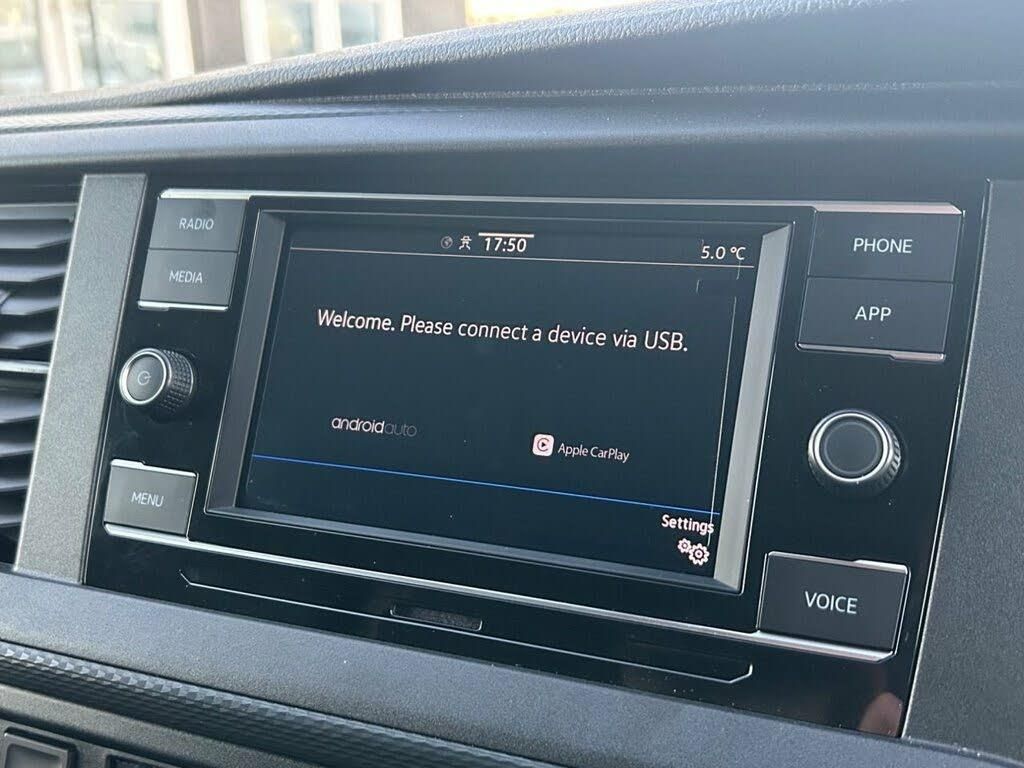 RADIO
MEDIA
MENU
17:50
5.0 °C
Welcome. Please connect a device via USB.
androidauto
Apple CarPlay
Settings
PHONE
APP
VOICE